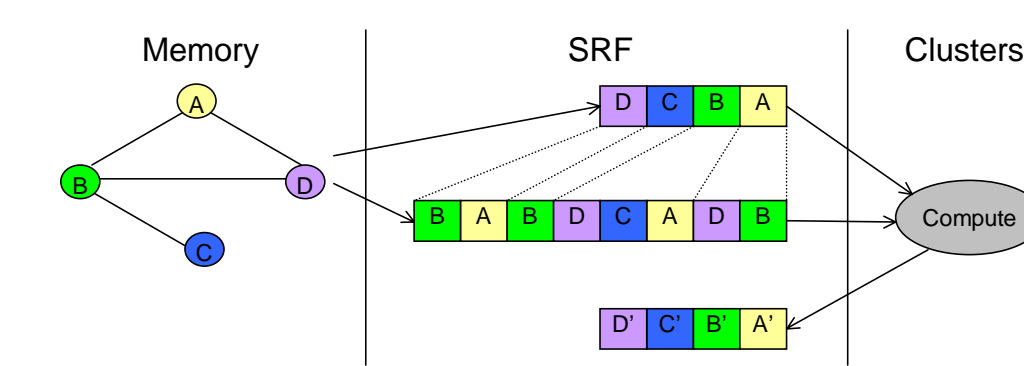 Memory SRF Clusters
A
B D
C
D C B A
B A B D C A D B
Compute
D’ C’ B’ A’